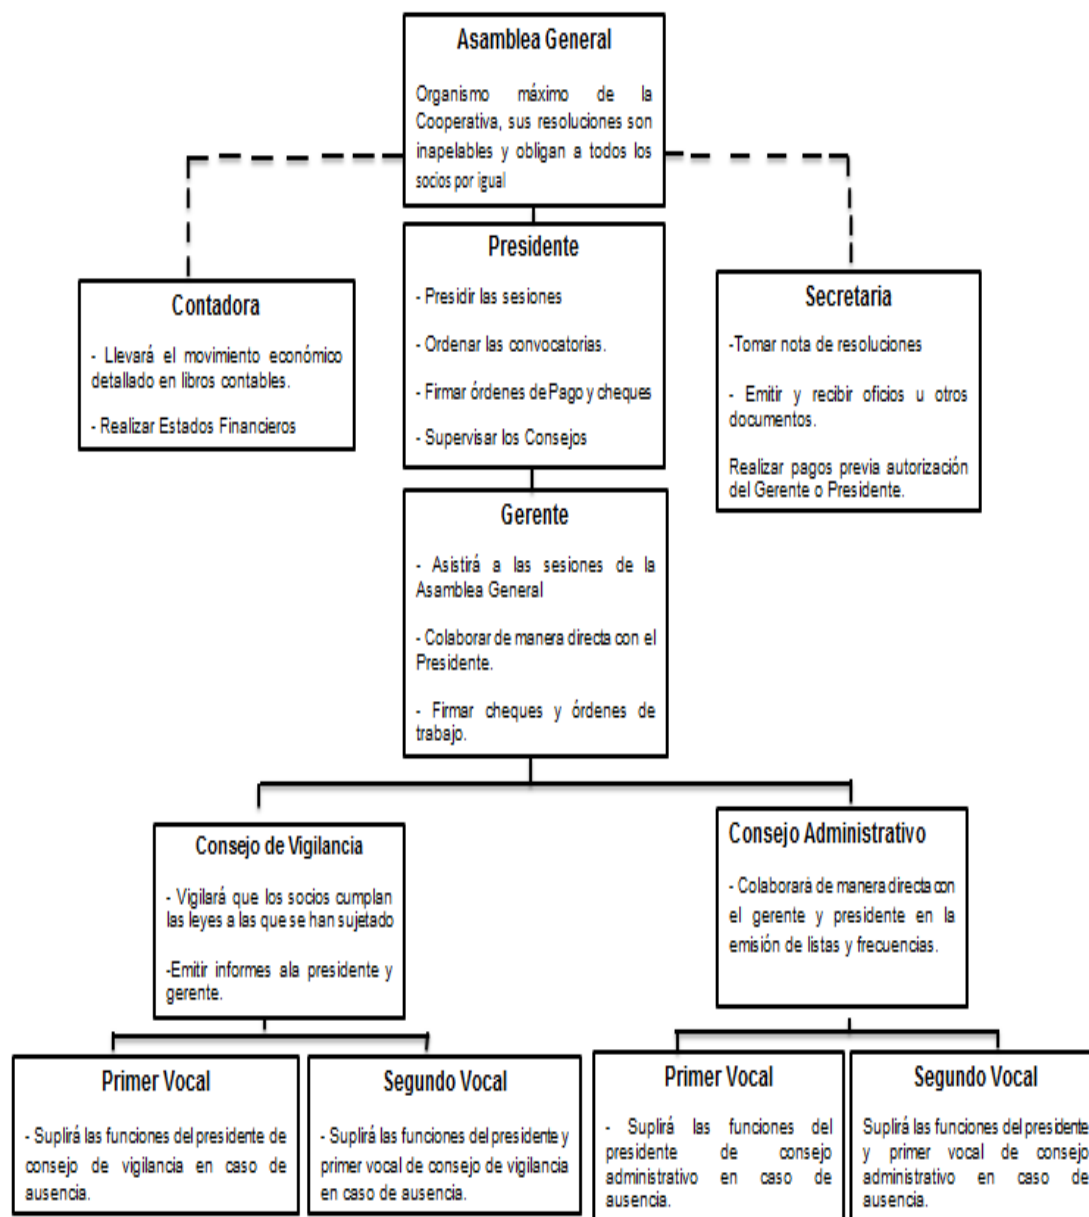 Asamblea General
Organismo máximo de la
Cooperativa, sus resoluciones son
inapelables y obligan a todos los
socios por igual
Presidente
- Presidir las sesiones
- Ordenar las convocatorias.
- Firmar órdenes de Pago y cheques
- Supervisar los Consejos
Contadora
- Llevará el movimiento económico
detallado en libros contables.
- Realizar Estados Financieros
Secretaria
-Tomar nota de resoluciones
- Emitir y recibir oficios u otros
documentos.
Realizar pagos previa autorización
del Gerente o Presidente.
Gerente
- Asistirá a las sesiones de la
Asamblea General
- Colaborar de manera directa con el
Presidente.
- Firmar cheques y órdenes de
trabajo.
Consejo de Vigilancia
- Vigilará que los socios cumplan
las leyes a las que se han sujetado
-Emitir informes ala presidente y
gerente.
Consejo Administrativo
- Colaborará de manera directa con
el gerente y presidente en la
emisión de listas y frecuencias.
Primer Vocal
- Suplirá las funciones del presidente de
consejo de vigilancia en caso de
ausencia.
Segundo Vocal
- Suplirá las funciones del presidente y
primer vocal de consejo de vigilancia
en caso de ausencia.
Primer Vocal
- Suplirá las funciones del
presidente de consejo
administrativo en caso de
ausencia.
Segundo Vocal
Suplirá las funciones del presidente
y primer vocal de consejo
administrativo en caso de
ausencia.